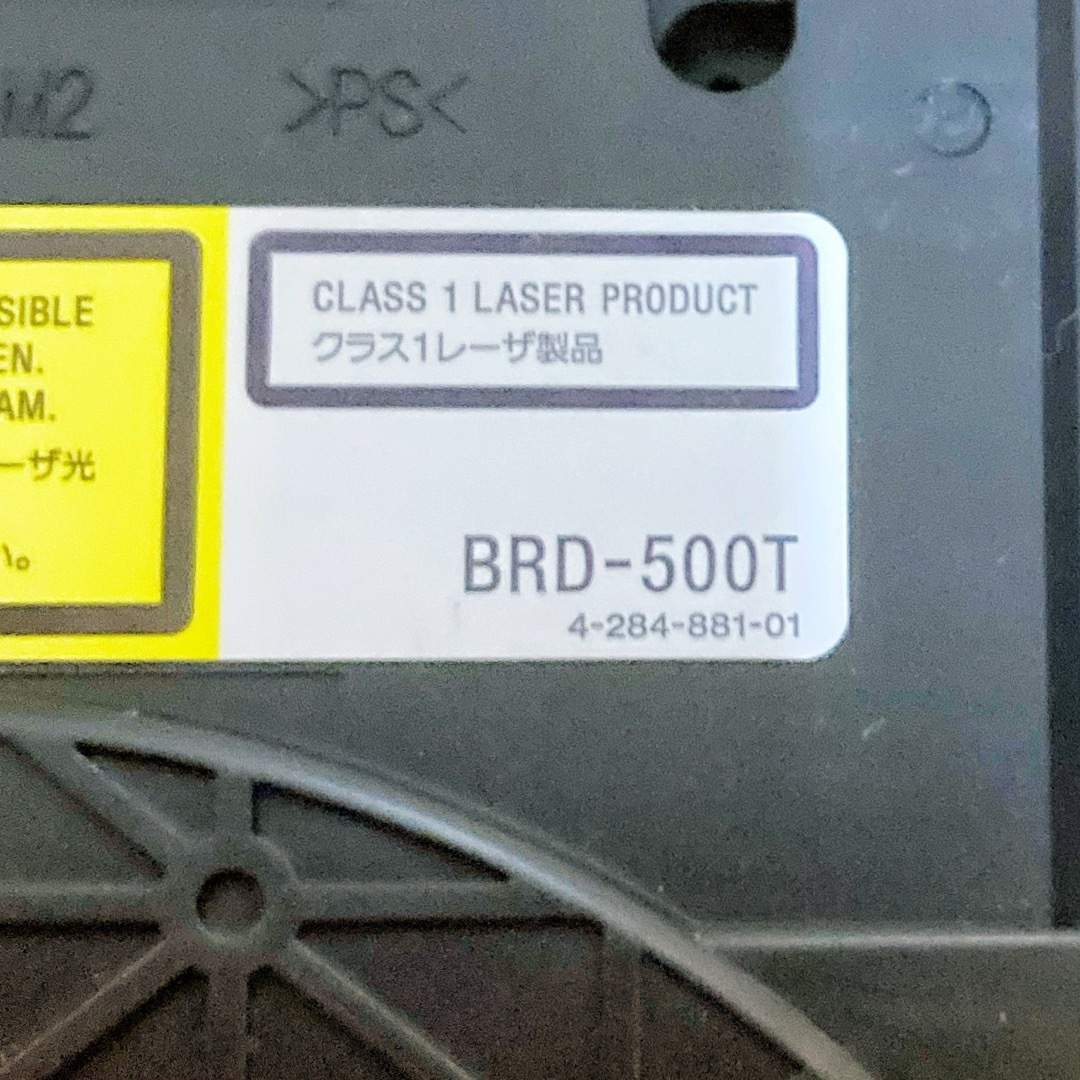 M2
>PS<
SIBLE
EN.
AM.
ーザ光
い。
CLASS 1 LASER PRODUCT
クラス1レーザ製品
BRD-500T
4-284-881-01